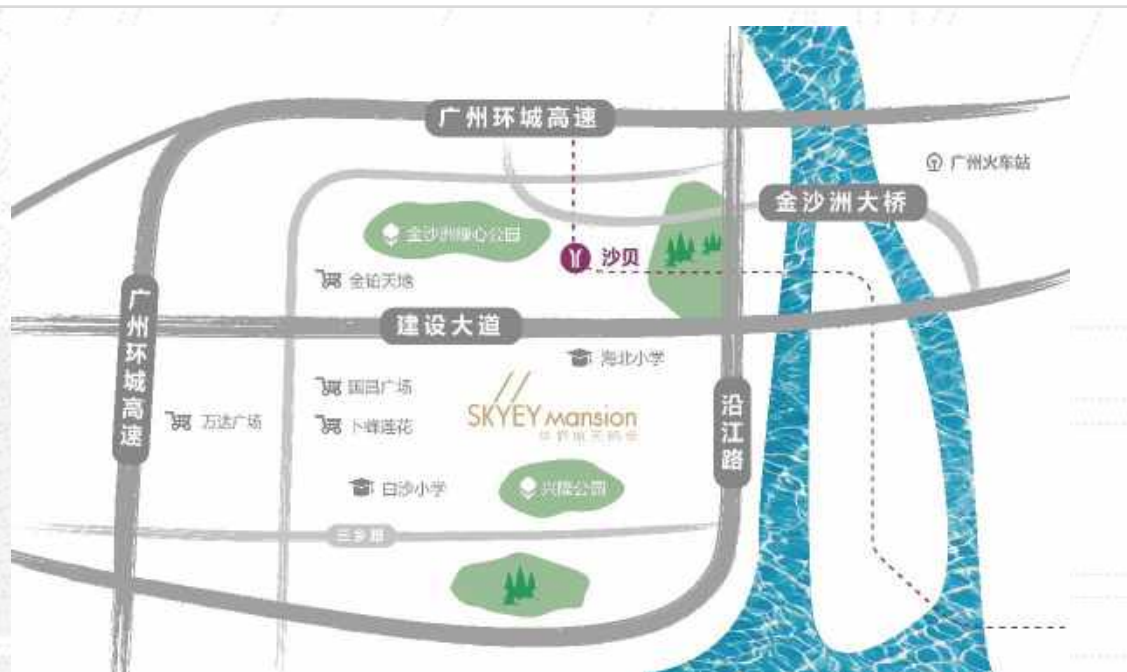 广州环城高速
广州火车站
金沙洲大桥
金沙洲绿心公园
沙贝
金铂天地
广州环城高速
建设大道
海北小学
国昌广场
SKYEY mansion
沿江路
万达广场
卜蜂莲花
白沙小学
兴隆公园